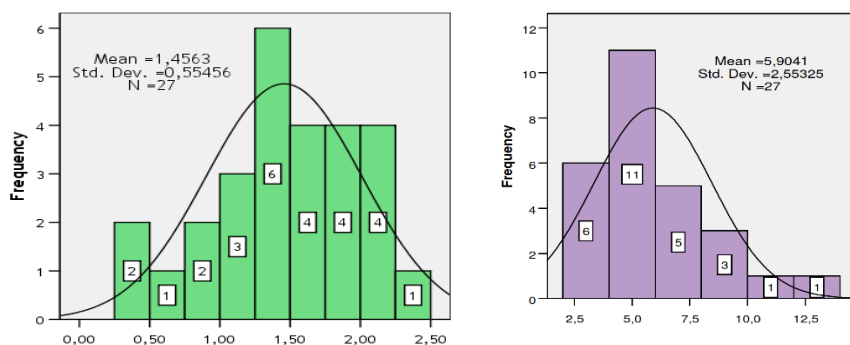 6
5
4
3
2
1
0
Frequency
Mean =1,4563
Std. Dev. =0,55456
N =27
2
1
2
3
6
4
4
4
1
0,00 0,50 1,00 1,50 2,00 2,50
12
10
8
6
4
2
0
Frequency
Mean =5,9041
Std. Dev. =2,55325
N =27
6
11
5
3
1
1
2,5 5,0 7,5 10,0 12,5